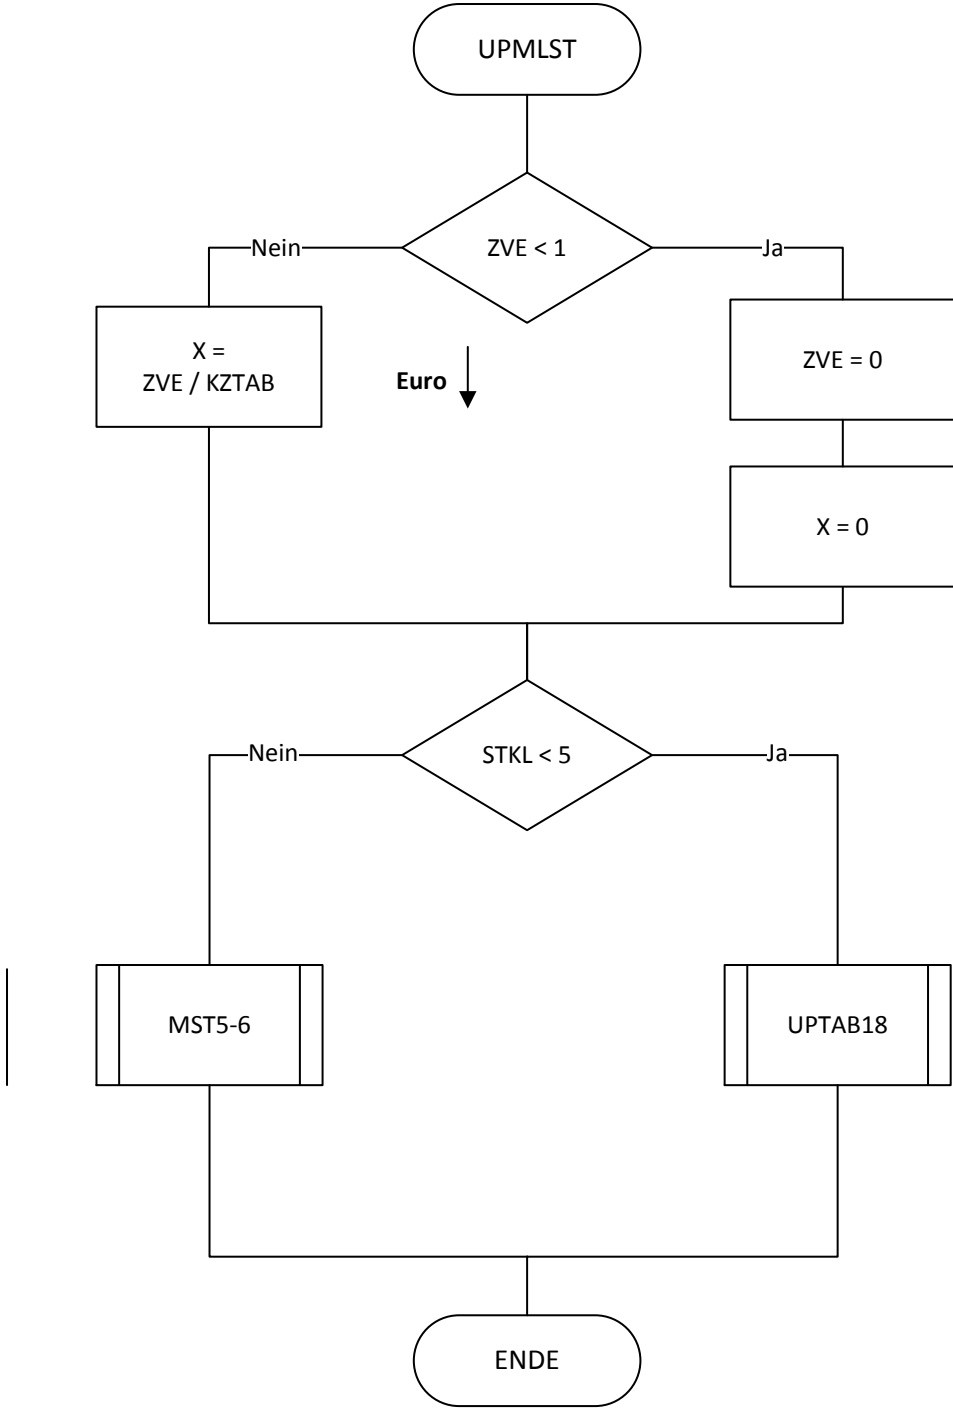 UPMLST
ZVE < 1
Nein
Ja
X =
ZVE / KZTAB
Euro
ZVE = 0
X = 0
STKL < 5
Nein
Ja
MST5-6
UPTAB18
ENDE